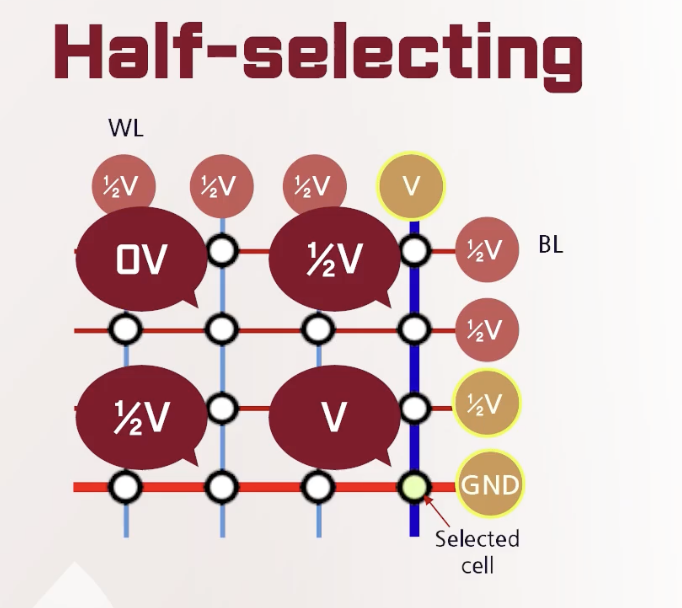 Half-selecting
WL
½V ½V ½V V
0V ½V ½V BL
½V
½V V ½V
GND
Selected
cell